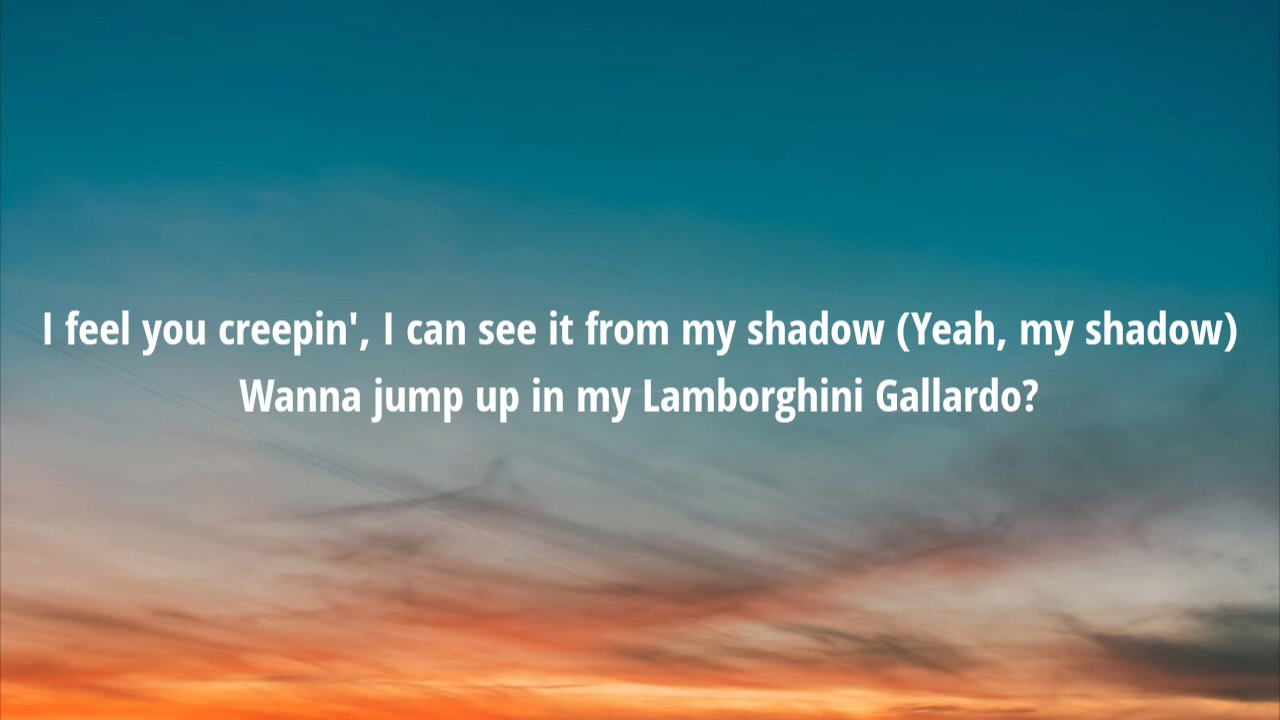 I feel you creepin', I can see it from my shadow (Yeah, my shadow)
Wanna jump up in my Lamborghini Gallardo?